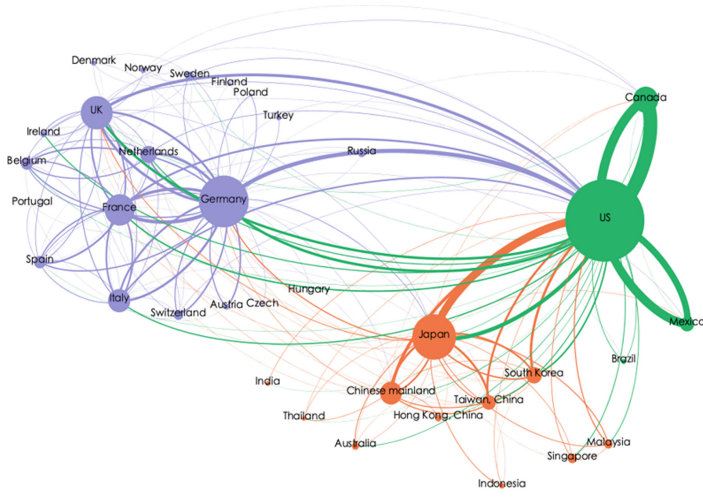 Denmark
Norway
Sweden
Finland
Poland
Canada
UK
Turkey
Ireland
Netherlands
Russia
Belgium
Portugal
France
Germany
US
Spain
Italy
Switzerland
Austria
Czech
Hungary
Mexico
Japan
Brazil
India
Chinese mainland
South Korea
Thailand
Hong Kong, China
Taiwan, China
Australia
Malaysia
Singapore
Indonesia